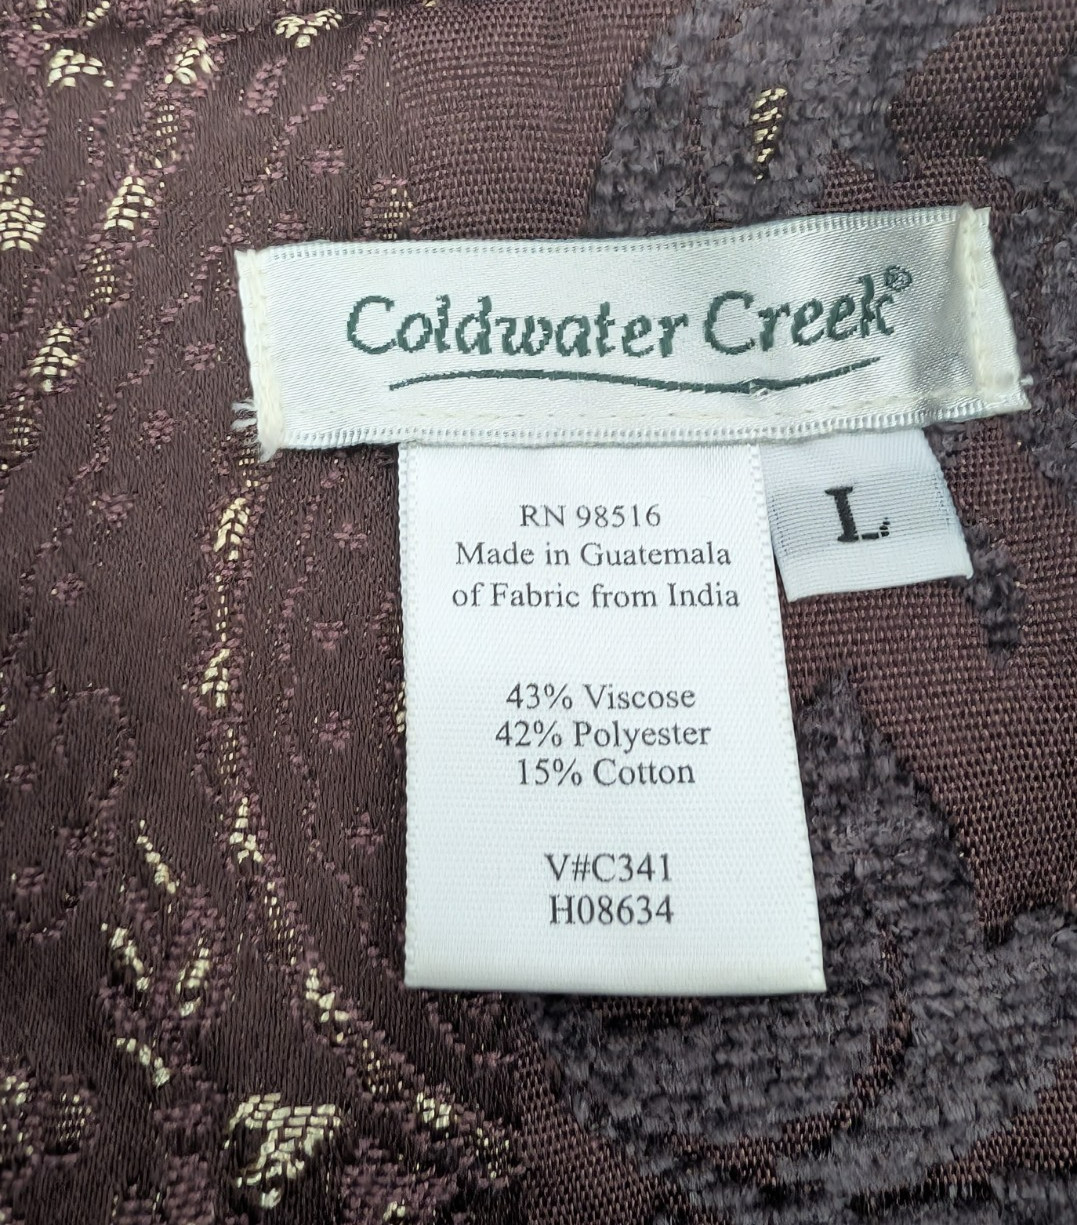 Coldwater Creek®
L
RN 98516
Made in Guatemala
of Fabric from India
43% Viscose
42% Polyester
15% Cotton
V#C341
H08634